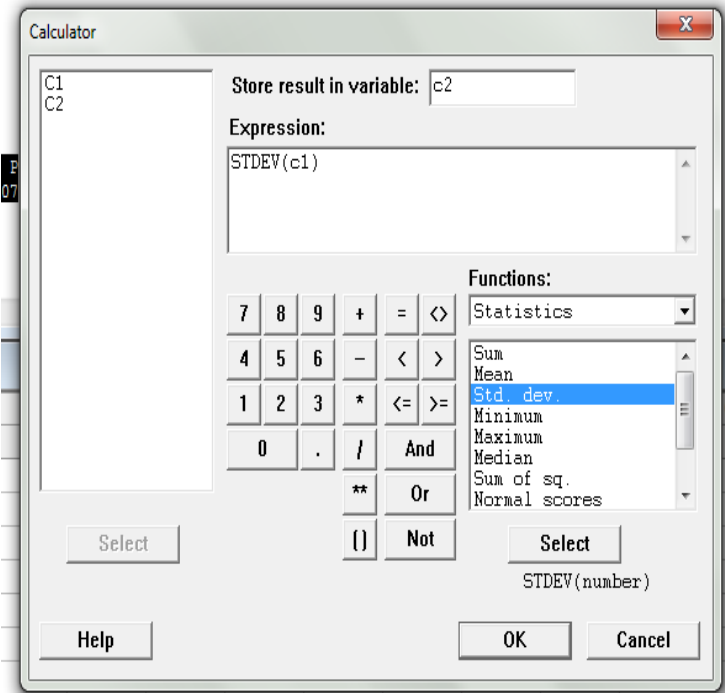 Calculator
C1
C2
Store result in variable: c2
Expression:
STDEV(c1)
P
07
Functions:
7 8 9 + = <> Statistics
4 5 6 - < >
1 2 3 * <= >=
0 . / And
** Or
() Not
Sum
Mean
Std. dev.
Minimum
Maximum
Median
Sum of sq.
Normal scores
Select
Select
STDEV(number)
Help
OK
Cancel